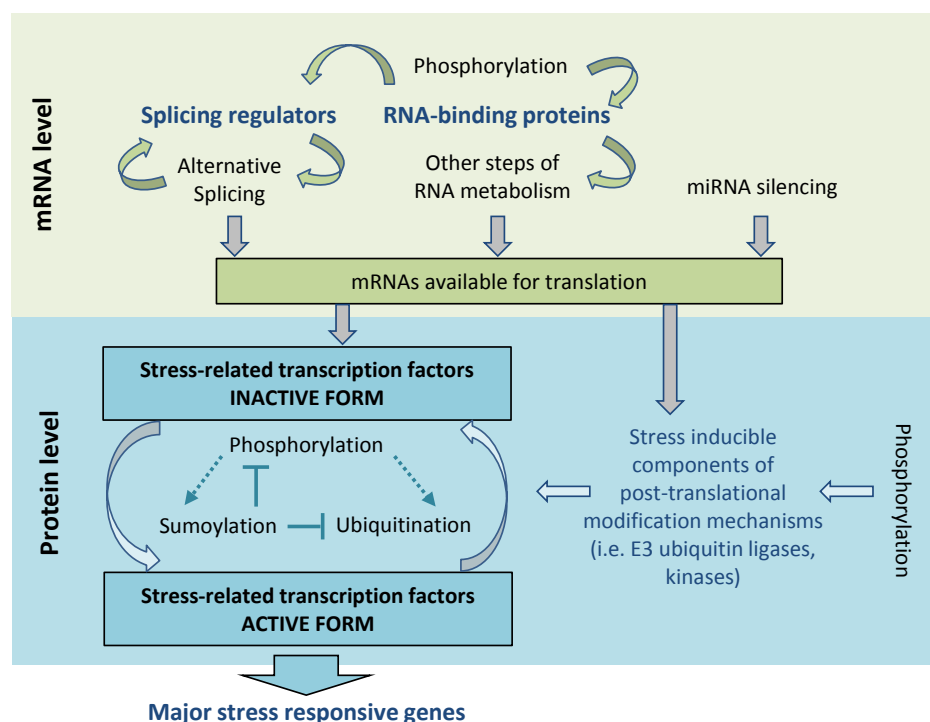 mRNA level
Phosphorylation
Splicing regulators
RNA-binding proteins
Alternative
Splicing
Other steps of
RNA metabolism
miRNA silencing
mRNAs available for translation
Protein level
Stress-related transcription factors
INACTIVE FORM
Phosphorylation
Sumoylation
Ubiquitination
Stress-related transcription factors
ACTIVE FORM
Stress inducible
components of
post-translational
modification mechanisms
(i.e. E3 ubiquitin ligases,
kinases)
Phosphorylation
Major stress responsive genes